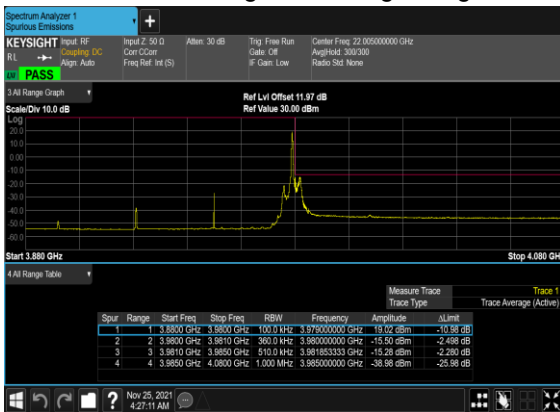 Spectrum Analyzer 1
Spurious Emissions
KEYSIGHT Input: RF Input Z: 50 Ω Atten: 30 dB Trig: Free Run Center Freq: 22.005000000 GHz
RL Coupling: DC Corr CCorr Gate: Off Avg|Hold: 300/300
Align: Auto Freq Ref: Int (S) IF Gain: Low Radio Std: None
PASS
3 All Range Graph
Ref Lvl Offset 11.97 dB
Scale/Div 10.0 dB Ref Value 30.00 dBm
Log
20.0
10.0
0.00
-10.0
-20.0
-30.0
-40.0
-50.0
-60.0
Start 3.880 GHz Stop 4.080 GH
4 All Range Table
Measure Trace Trace 1
Trace Type Trace Average (Active)
Spur Range Start Freq Stop Freq RBW Frequency Amplitude ΔLimit
1 1 3.8800 GHz 3.9800 GHz 100.0 kHz 3.979000000 GHz 19.02 dBm -10.98 dB
2 2 3.9800 GHz 3.9810 GHz 360.0 kHz 3.980000000 GHz -15.50 dBm -2.498 dB
3 3 3.9810 GHz 3.9850 GHz 510.0 kHz 3.981853333 GHz -15.28 dBm -2.280 dB
4 4 3.9850 GHz 4.0800 GHz 1.000 MHz 3.985000000 GHz -38.98 dBm -25.98 dB
Nov 25, 2021
4:27:11 AM